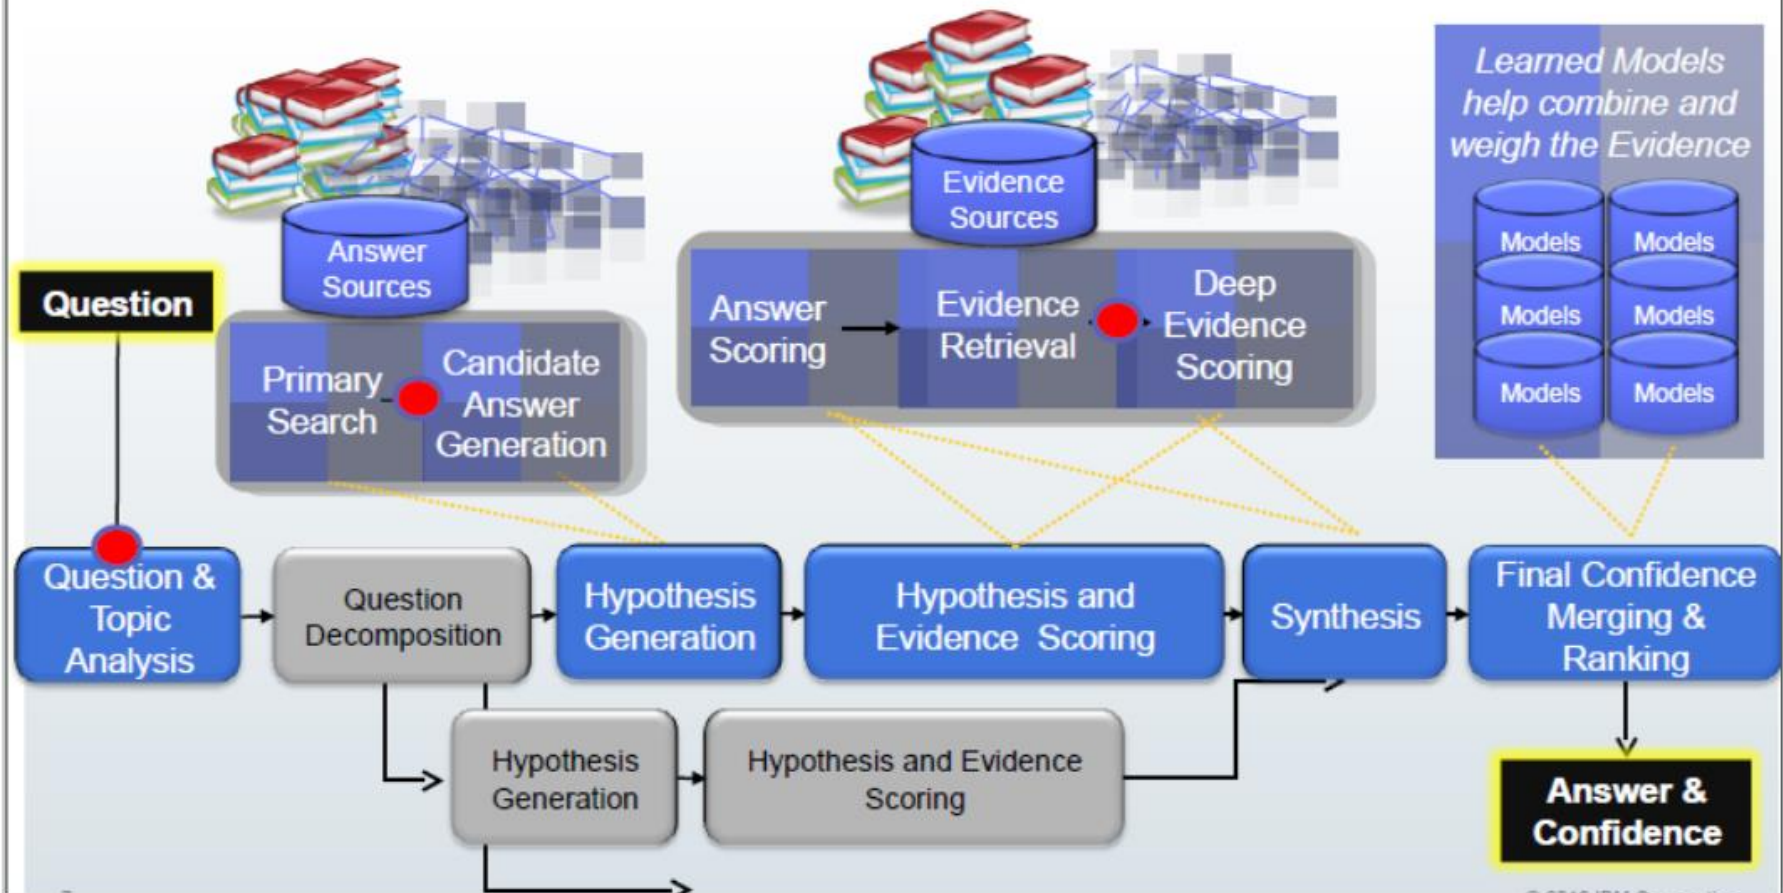 Learned Models
help combine and
weigh the Evidence
Models Models
Models Models
Models Models
Evidence
Sources
Answer
Sources
Question
Answer
Scoring
Evidence
Retrieval
Deep
Evidence
Scoring
Primary
Search
Candidate
Answer
Generation
Question &
Topic
Analysis
Question
Decomposition
Hypothesis
Generation
Hypothesis and
Evidence Scoring
Synthesis
Final Confidence
Merging &
Ranking
Hypothesis
Generation
Hypothesis and Evidence
Scoring
Answer &
Confidence